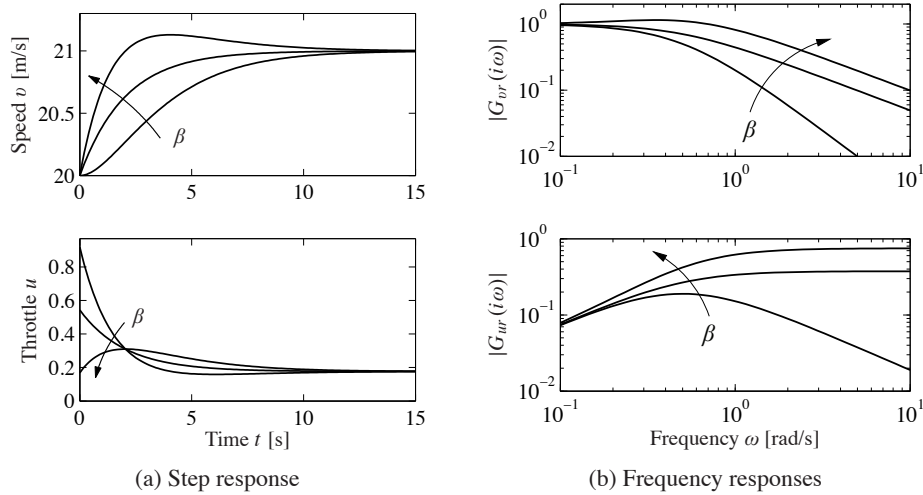 21
20.5
20
0
5
10
15
Speed v [m/s]
β
0.8
0.6
0.4
0.2
0
0
5
10
15
Throttle u
β
Time t [s]
(a) Step response
10^0
10^-1
10^-2
10^-1
10^0
10^1
|G_vr(iω)|
β
10^0
10^-1
10^-2
10^-1
10^0
10^1
|G_ur(iω)|
β
Frequency ω [rad/s]
(b) Frequency responses